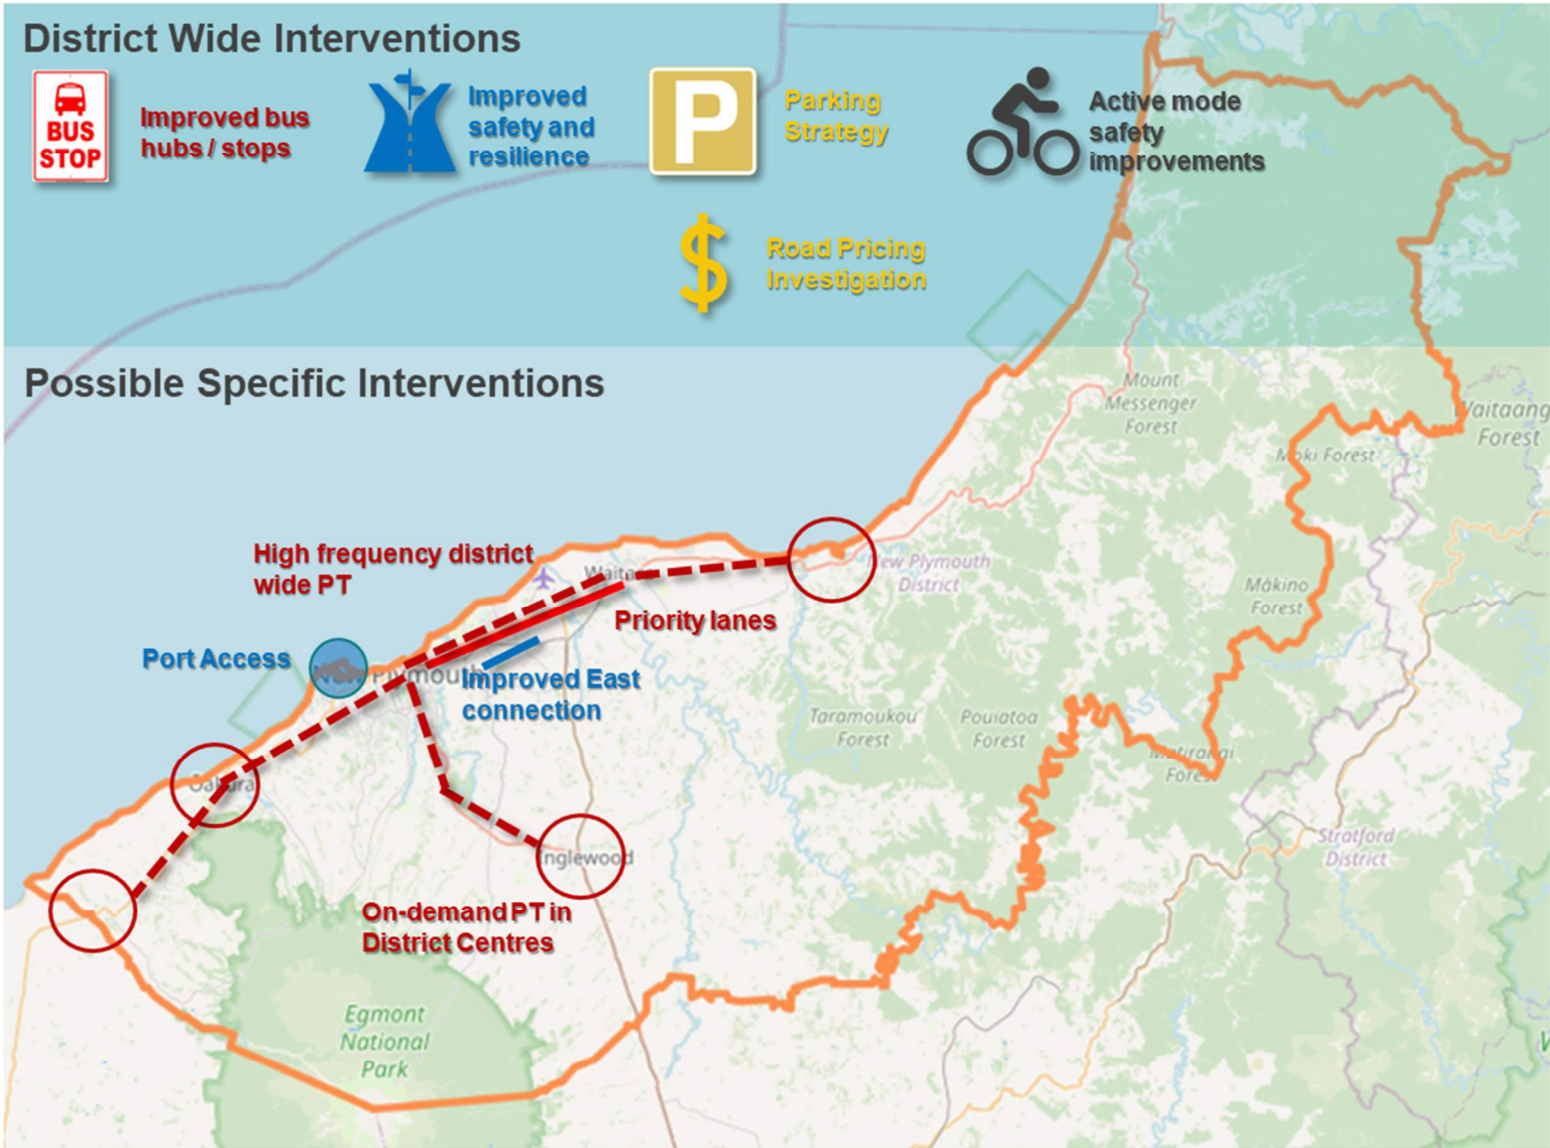 District Wide Interventions
BUS
STOP
Improved bus
hubs / stops
Improved
safety and
resilience
P
Parking
Strategy
Active mode
safety
improvements
$
Road Pricing
Investigation
Possible Specific Interventions
Mount
Messenger
Forest
Waitaang
Forest
Moki Forest
High frequency district
wide PT
New Plymouth
District
Mākino
Forest
Priority lanes
Port Access
Plymouth
Improved East
connection
Taramoukou
Forest
Pouiatoa
Forest
Forest
Inglewood
Stratford
District
On-demand PT in
District Centres
Egmont
National
Park